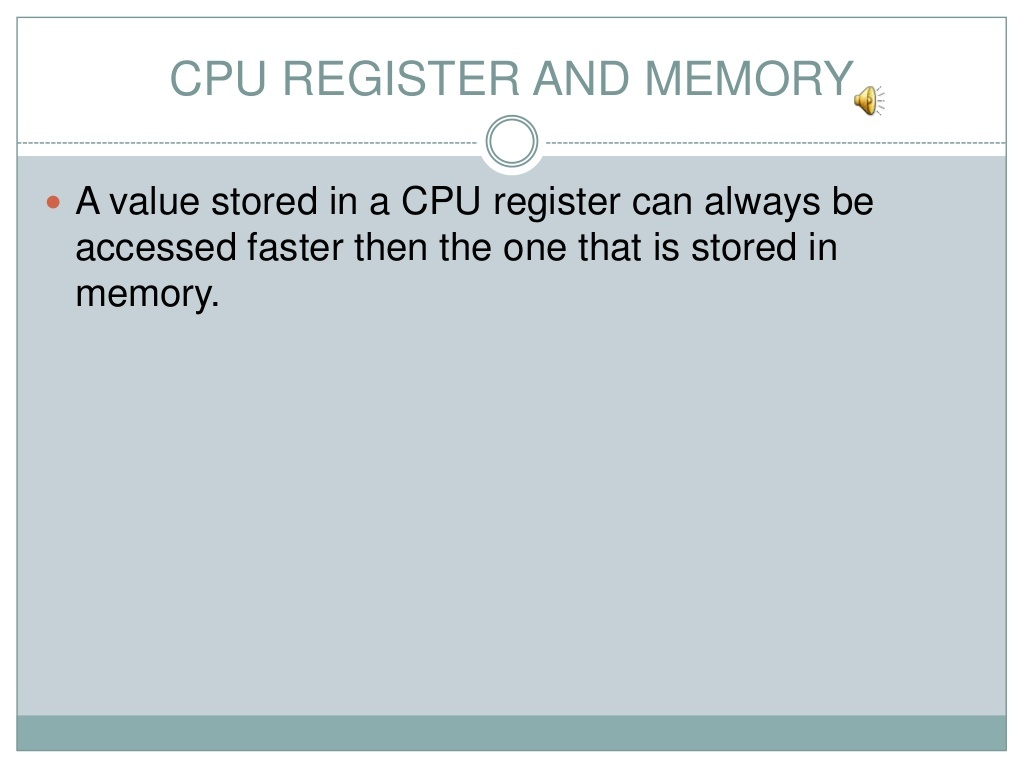 CPU REGISTER AND MEMORY
A value stored in a CPU register can always be
accessed faster then the one that is stored in
memory.